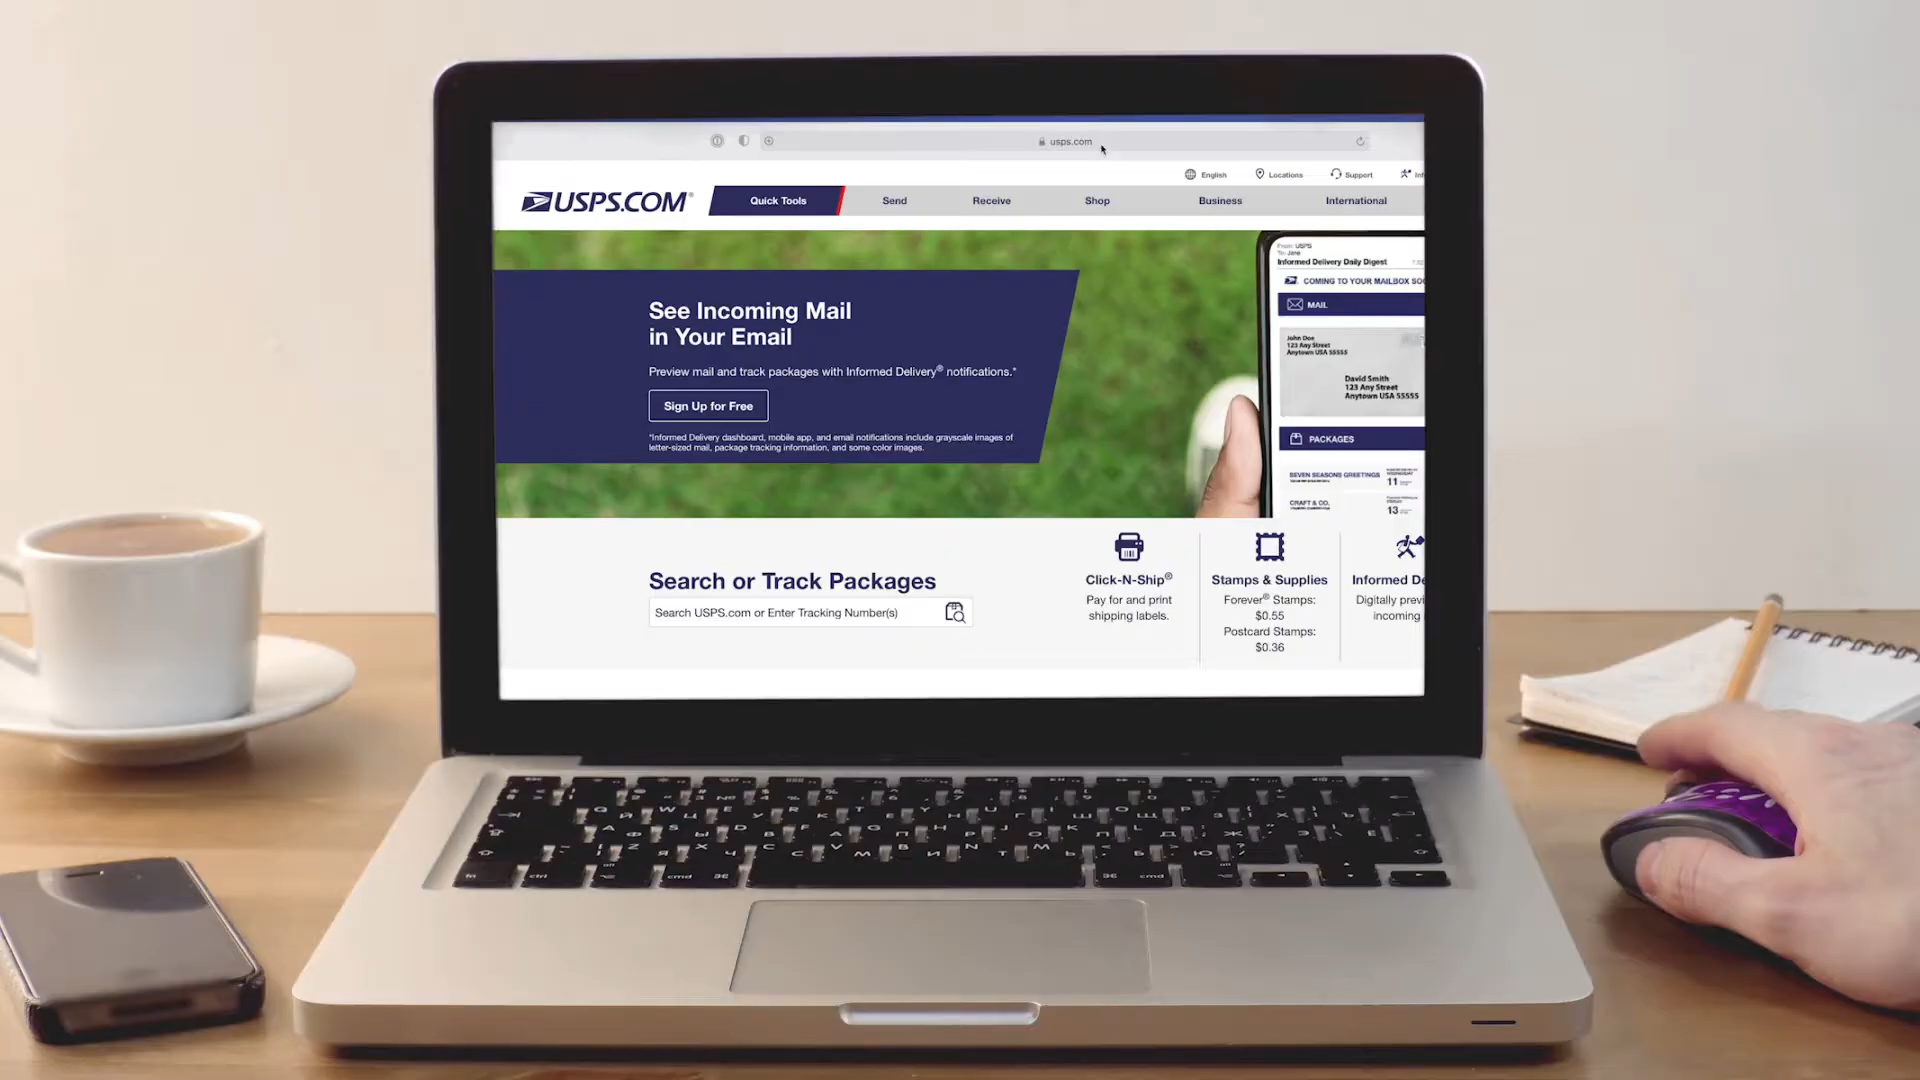 usps.com
English
Locations
Support
USPS.COM®
Quick Tools
Send
Receive
Shop
Business
International
See Incoming Mail
in Your Email
Preview mail and track packages with Informed Delivery® notifications.*
Sign Up for Free
*Informed Delivery dashboard, mobile app, and email notifications include grayscale images of
letter-sized mail, package tracking information, and some color images.
From: USPS
To: Jane
Informed Delivery Daily Digest
COMING TO YOUR MAILBOX
MAIL
John Doe
123 Any Street
Anytown USA 55555
David Smith
123 Any Street
Anytown USA 55555
PACKAGES
SEVEN SEASONS GREETINGS
11
CRAFT & CO.
13
Search or Track Packages
Search USPS.com or Enter Tracking Number(s)
Click-N-Ship®
Pay for and print
shipping labels.
Stamps & Supplies
Forever® Stamps:
$0.55
Postcard Stamps:
$0.36
Informed
Digitally
incoming